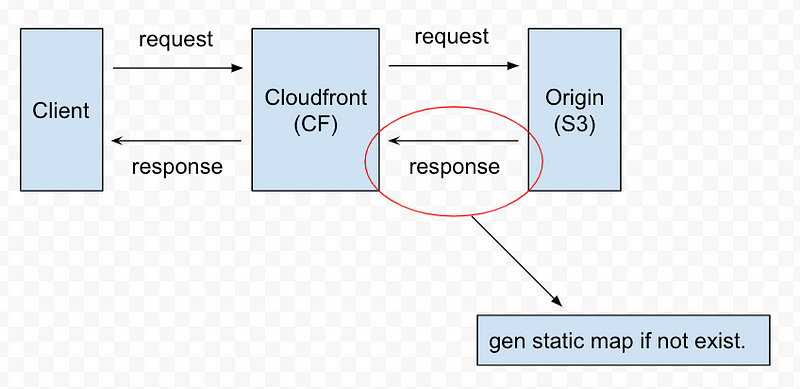 request
request
Client
Cloudfront
(CF)
Origin
(S3)
response
response
gen static map if not exist.